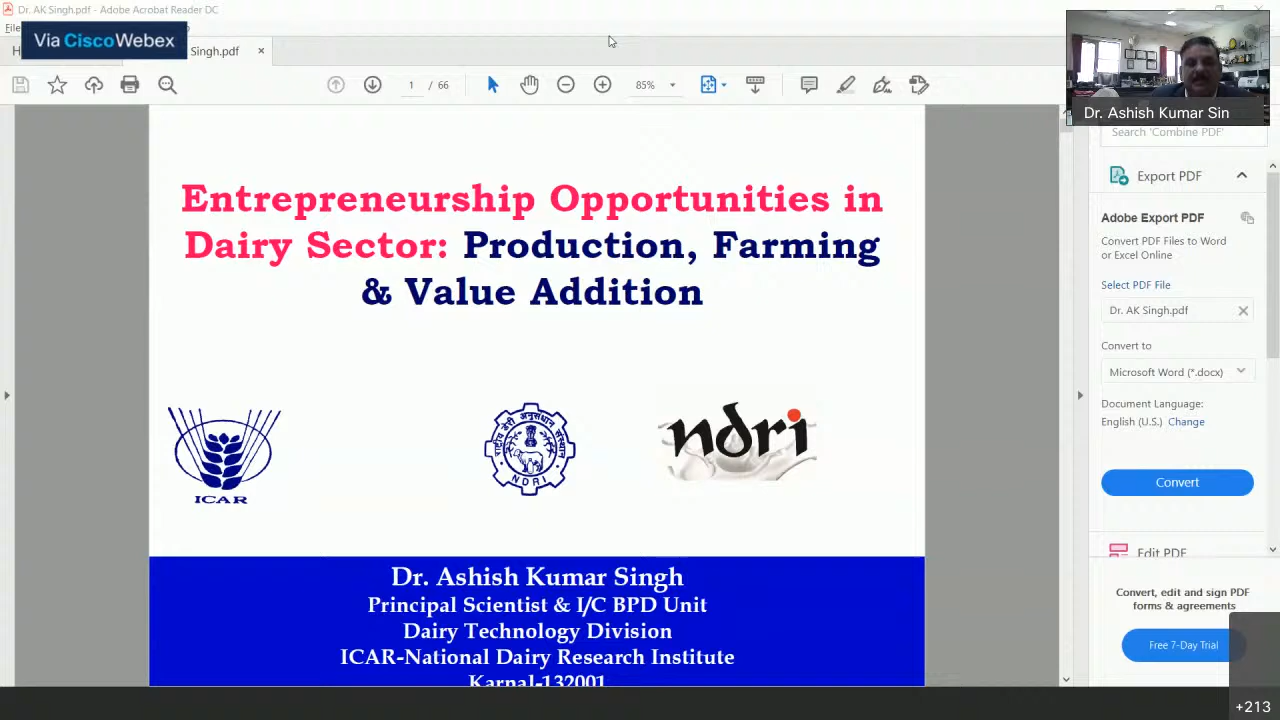 Dr. AK Singh.pdf - Adobe Acrobat Reader DC
Via CiscoWebex
Singh.pdf
1 / 66
85%
Dr. Ashish Kumar Sin
Search 'Combine PDF'
Export PDF
Adobe Export PDF
Convert PDF Files to Word
or Excel Online
Select PDF File
Dr. AK Singh.pdf
Convert to
Microsoft Word (*.docx)
Document Language:
English (U.S.) Change
Convert
Edit PDF
Convert, edit and sign PDF
forms & agreements
Free 7-Day Trial
+213
Entrepreneurship Opportunities in
Dairy Sector: Production, Farming
& Value Addition
ICAR
राष्ट्रीय डेरी अनुसंधान संस्थान
NDRI
ndri
Dr. Ashish Kumar Singh
Principal Scientist & I/C BPD Unit
Dairy Technology Division
ICAR-National Dairy Research Institute
Karnal-132001